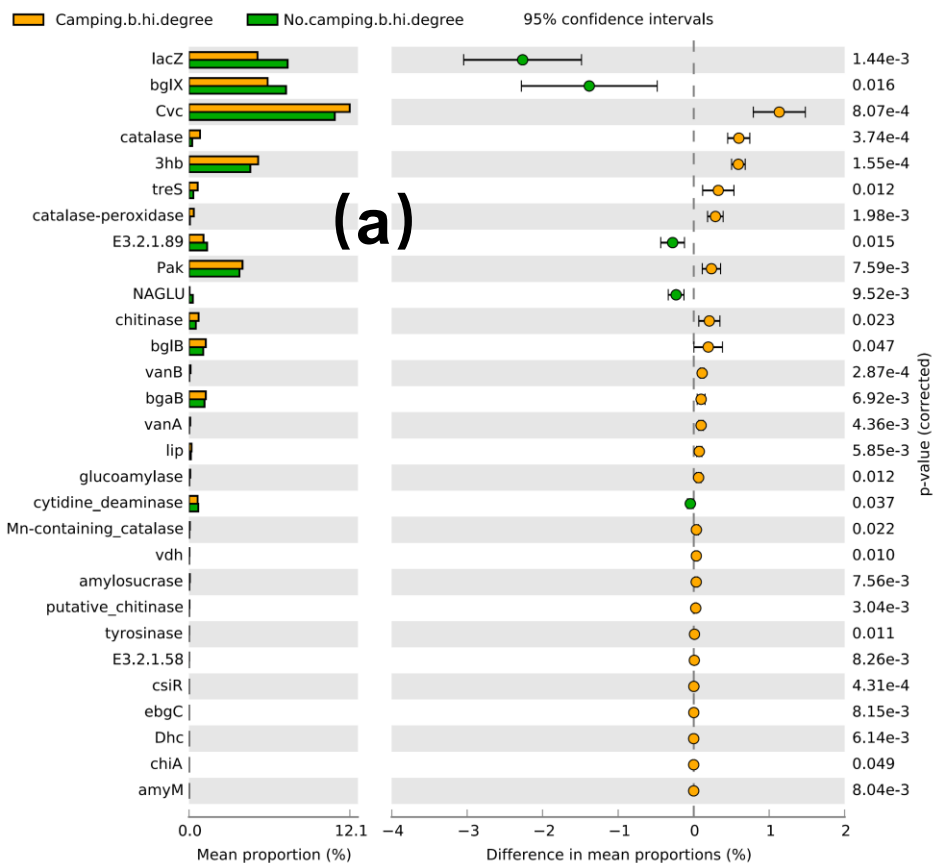 Camping.b.hi.degree No.camping.b.hi.degree 95% confidence intervals
lacZ 1.44e-3
bglX 0.016
Cvc 8.07e-4
catalase 3.74e-4
3hb 1.55e-4
treS 0.012
catalase-peroxidase 1.98e-3
(a)
E3.2.1.89 0.015
Pak 7.59e-3
NAGLU 9.52e-3
chitinase 0.023
bglB 0.047
vanB 2.87e-4
bgaB 6.92e-3
vanA 4.36e-3
lip 5.85e-3
glucoamylase 0.012
cytidine_deaminase 0.037
Mn-containing_catalase 0.022
vdh 0.010
amylosucrase 7.56e-3
putative_chitinase 3.04e-3
tyrosinase 0.011
E3.2.1.58 8.26e-3
csiR 4.31e-4
ebgC 8.15e-3
Dhc 6.14e-3
chiA 0.049
amyM 8.04e-3
p-value (corrected)
0.0 12.1 −4 −3 −2 −1 0 1 2
Mean proportion (%) Difference in mean proportions (%)